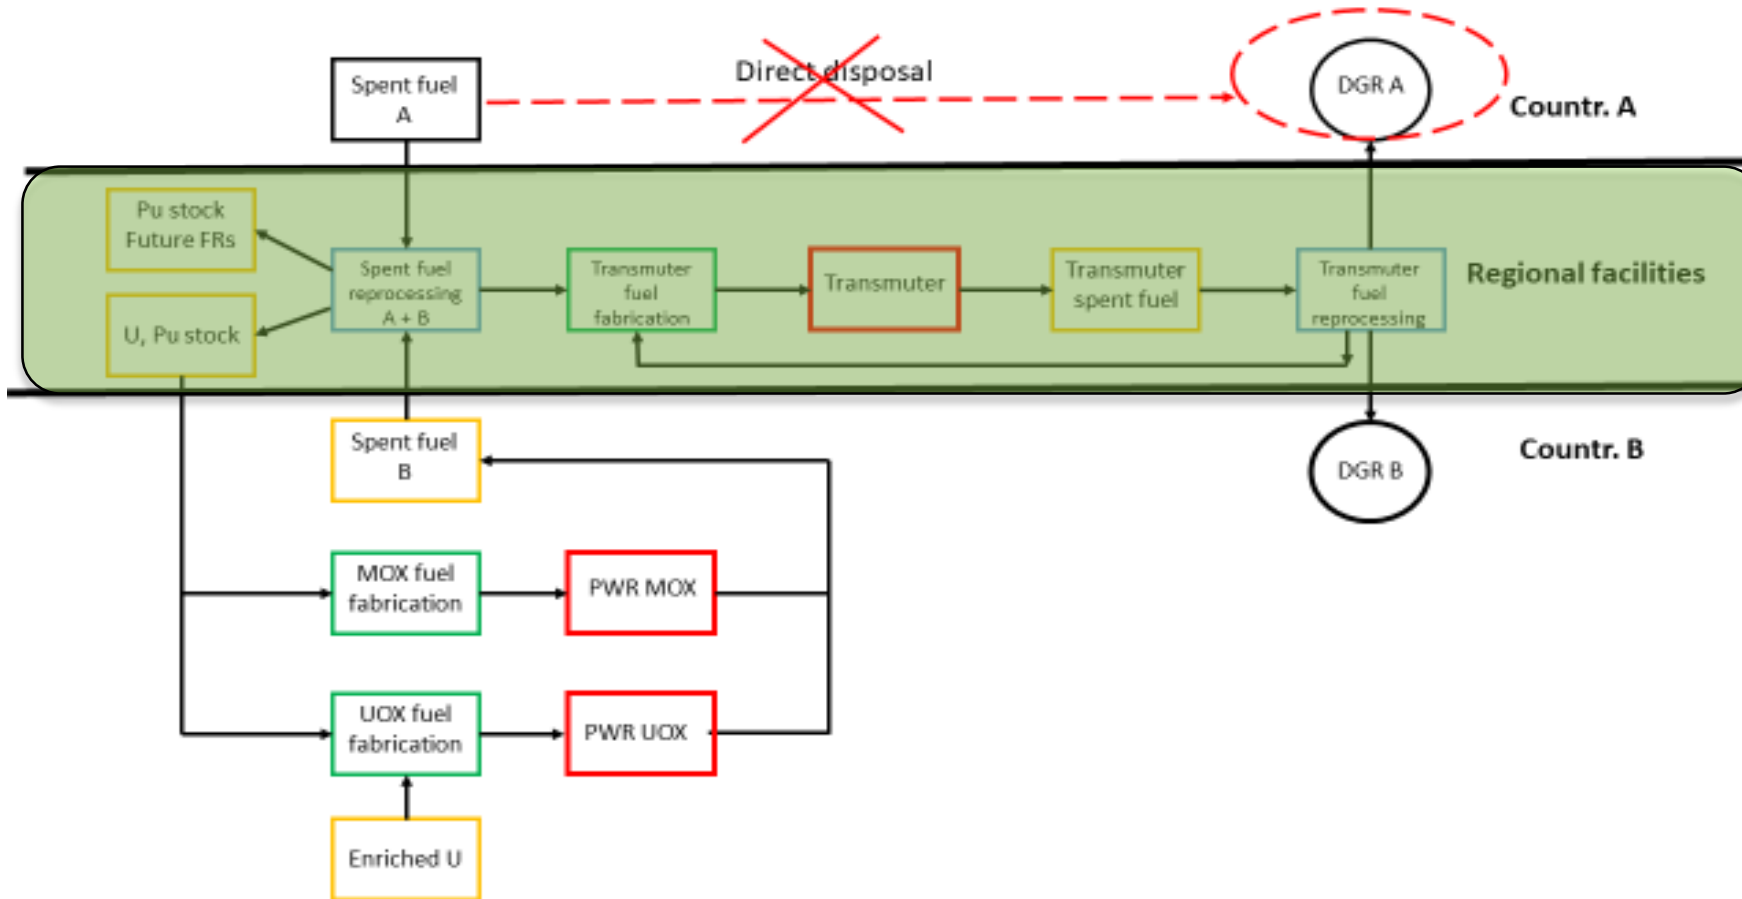 Spent fuel
A
Direct disposal
DGR A
Countr. A
Pu stock
Future FRs
U, Pu stock
Spent fuel
reprocessing
A + B
Transmuter
fuel
fabrication
Transmuter
Transmuter
spent fuel
Transmuter
fuel
reprocessing
Regional facilities
Spent fuel
B
Countr. B
DGR B
MOX fuel
fabrication
PWR MOX
UOX fuel
fabrication
PWR UOX
Enriched U